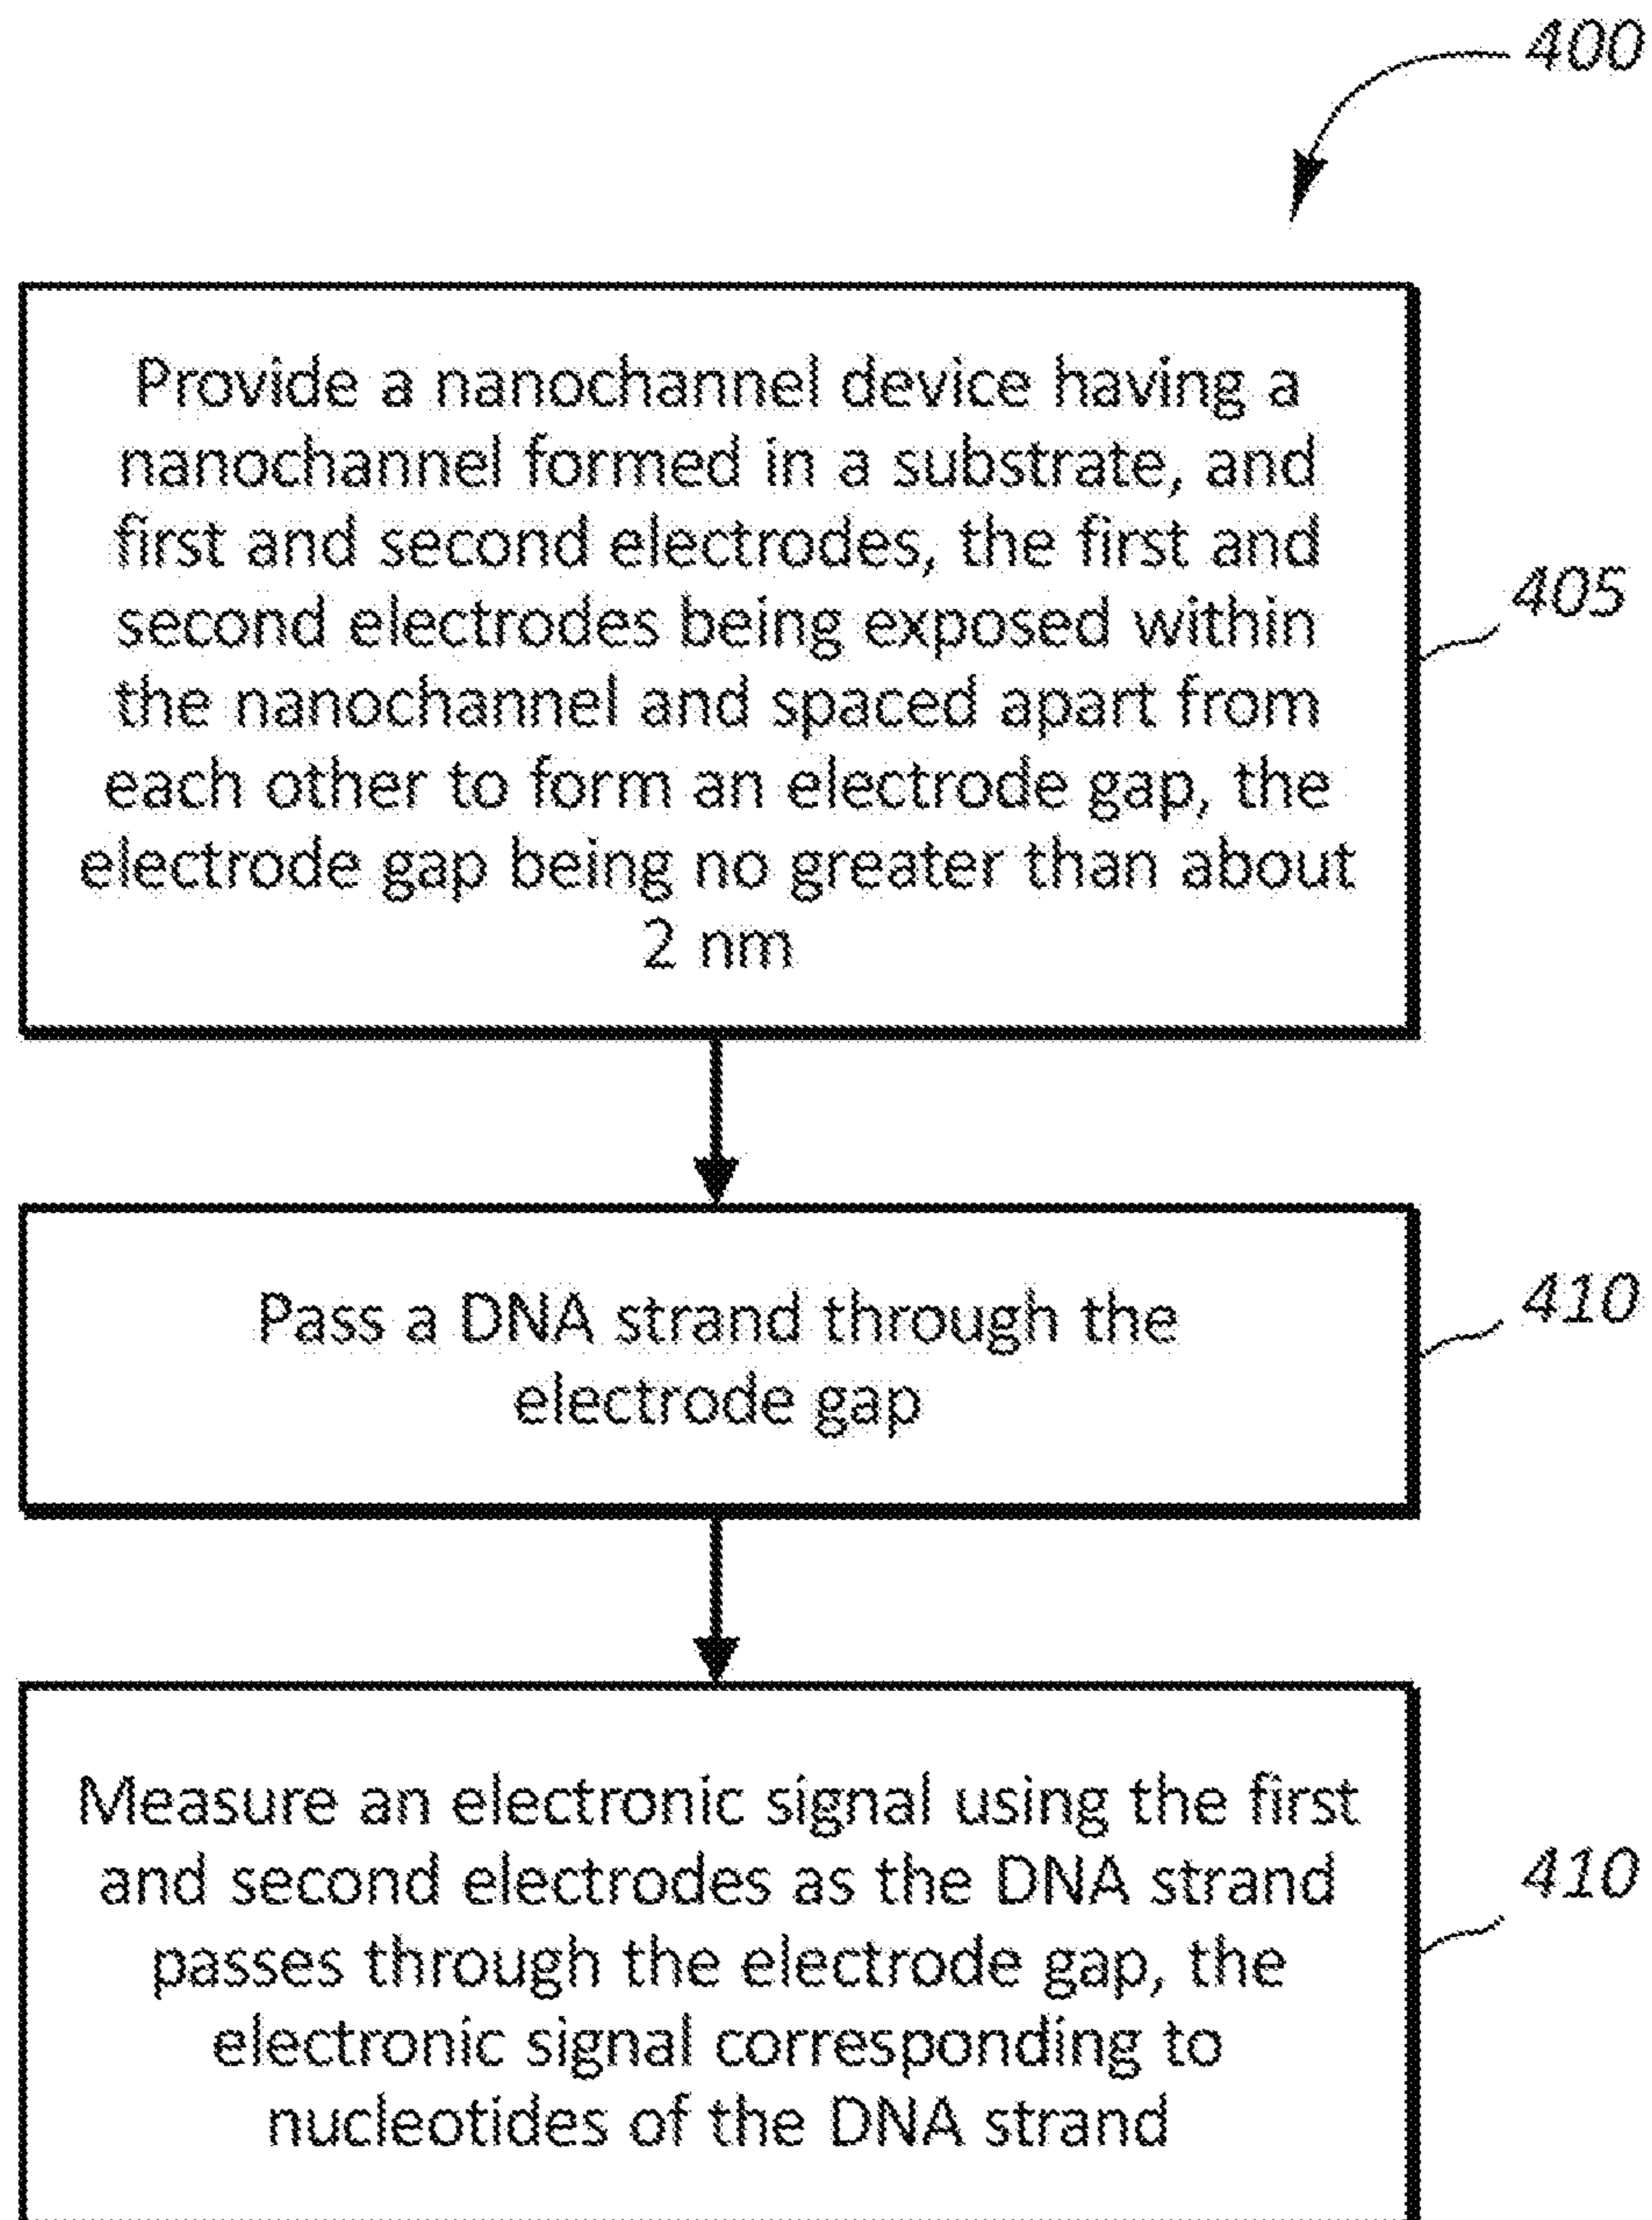 400
Provide a nanochannel device having a
nanochannel formed in a substrate, and
first and second electrodes, the first and
second electrodes being exposed within
the nanochannel and spaced apart from
each other to form an electrode gap, the
electrode gap being no greater than about
2 nm
405
Pass a DNA strand through the
electrode gap
410
Measure an electronic signal using the first
and second electrodes as the DNA strand
passes through the electrode gap, the
electronic signal corresponding to
nucleotides of the DNA strand
410